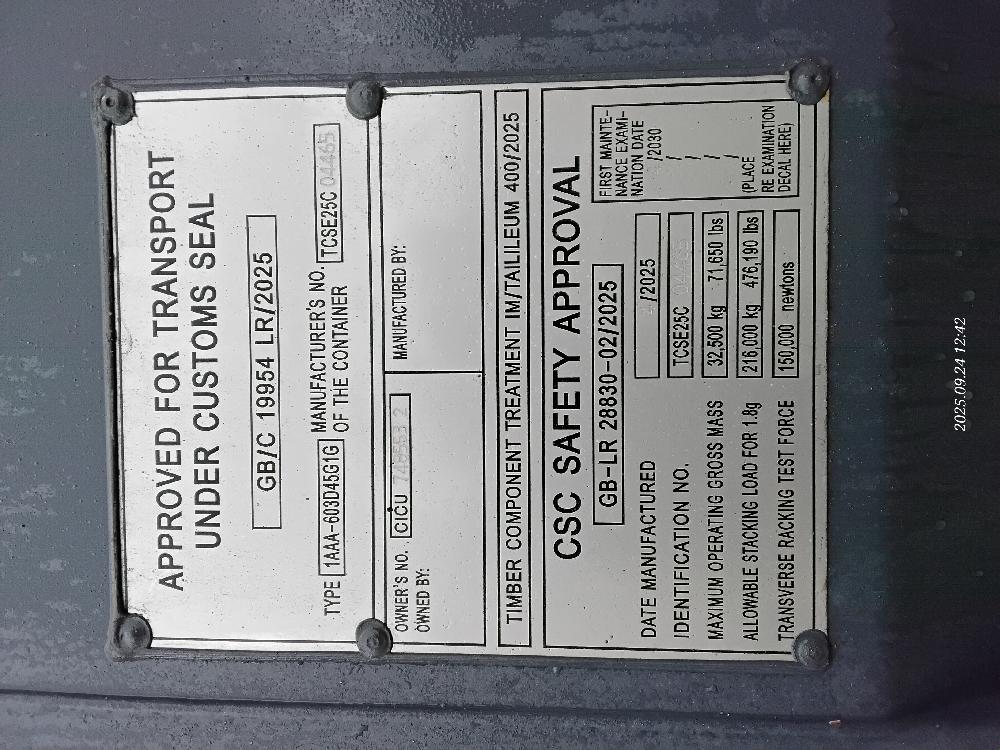 APPROVED FOR TRANSPORT
UNDER CUSTOMS SEAL
GB/C 19954 LR/2025
TYPE 1AAA-603D45G1G MANUFACTURER'S NO. OF THE CONTAINER TCSE25C 04465
OWNER'S NO. CICU
OWNED BY:
MANUFACTURED BY:
TIMBER COMPONENT TREATMENT IM/TAILILEUM 400/2025
CSC SAFETY APPROVAL
GB-LR 28830-02/2025
DATE MANUFACTURED /2025
IDENTIFICATION NO. TCSE25C
MAXIMUM OPERATING GROSS MASS 32,500 kg 71,650 lbs
ALLOWABLE STACKING LOAD FOR 1.8g 216,000 kg 476,190 lbs
TRANSVERSE RACKING TEST FORCE 150,000 newtons
FIRST MAINTE-
NANCE EXAMI-
NATION DATE
/2030
(PLACE
RE EXAMINATION
DECAL HERE)
2025.09.24 12:42